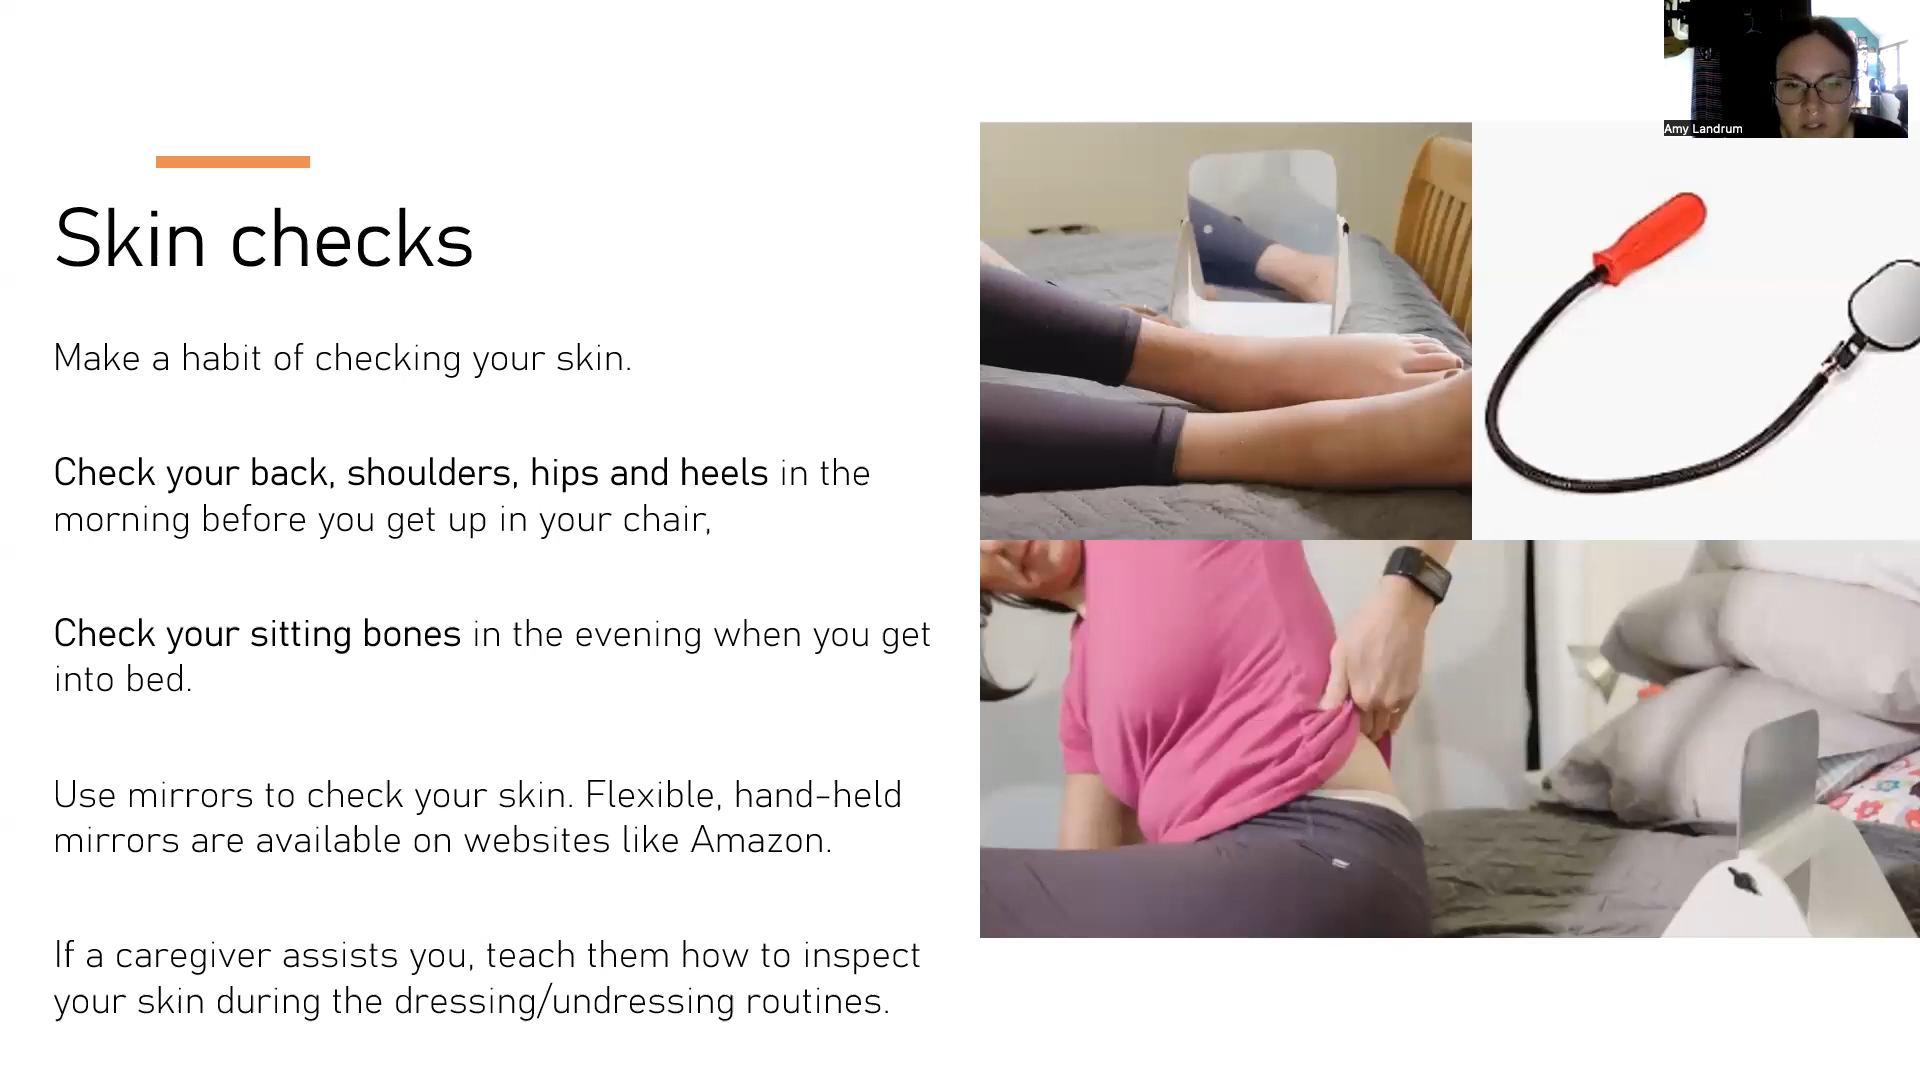 Amy Landrum
Skin checks
Make a habit of checking your skin.
Check your back, shoulders, hips and heels in the
morning before you get up in your chair,
Check your sitting bones in the evening when you get
into bed.
Use mirrors to check your skin. Flexible, hand-held
mirrors are available on websites like Amazon.
If a caregiver assists you, teach them how to inspect
your skin during the dressing/undressing routines.